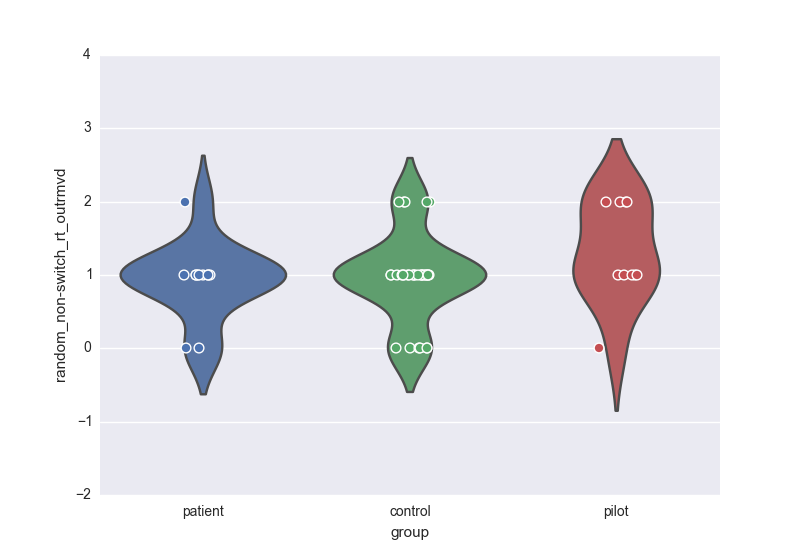 4
3
2
1
0
−1
−2
random_non-switch_rt_outrmvd
patient control pilot
group